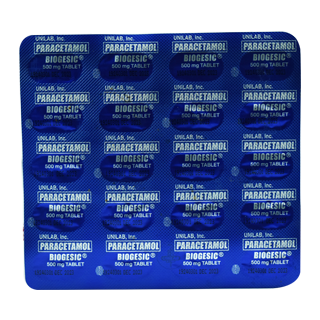 UNILAB, Inc. UNILAB, Inc. UNILAB, Inc. UNILAB, Inc.
PARACETAMOL PARACETAMOL PARACETAMOL PARACETAMOL
BIOGESIC® BIOGESIC® BIOGESIC® BIOGESIC®
500 mg TABLET 500 mg TABLET 500 mg TABLET 500 mg TABLET
UNILAB, Inc. UNILAB, Inc. UNILAB, Inc. UNILAB, Inc.
PARACETAMOL PARACETAMOL PARACETAMOL PARACETAMOL
BIOGESIC® BIOGESIC® BIOGESIC® BIOGESIC®
500 mg TABLET 500 mg TABLET 500 mg TABLET 500 mg TABLET
UNILAB, Inc. UNILAB, Inc. UNILAB, Inc. UNILAB, Inc.
PARACETAMOL PARACETAMOL PARACETAMOL PARACETAMOL
BIOGESIC® BIOGESIC® BIOGESIC® BIOGESIC®
500 mg TABLET 500 mg TABLET 500 mg TABLET 500 mg TABLET
UNILAB, Inc. UNILAB, Inc. UNILAB, Inc. UNILAB, Inc.
PARACETAMOL PARACETAMOL PARACETAMOL PARACETAMOL
BIOGESIC® BIOGESIC® BIOGESIC® BIOGESIC®
500 mg TABLET 500 mg TABLET 500 mg TABLET 500 mg TABLET
UNILAB, Inc. UNILAB, Inc. UNILAB, Inc. UNILAB, Inc.
PARACETAMOL PARACETAMOL PARACETAMOL PARACETAMOL
BIOGESIC® BIOGESIC® BIOGESIC® BIOGESIC®
500 mg TABLET 500 mg TABLET 500 mg TABLET 500 mg TABLET